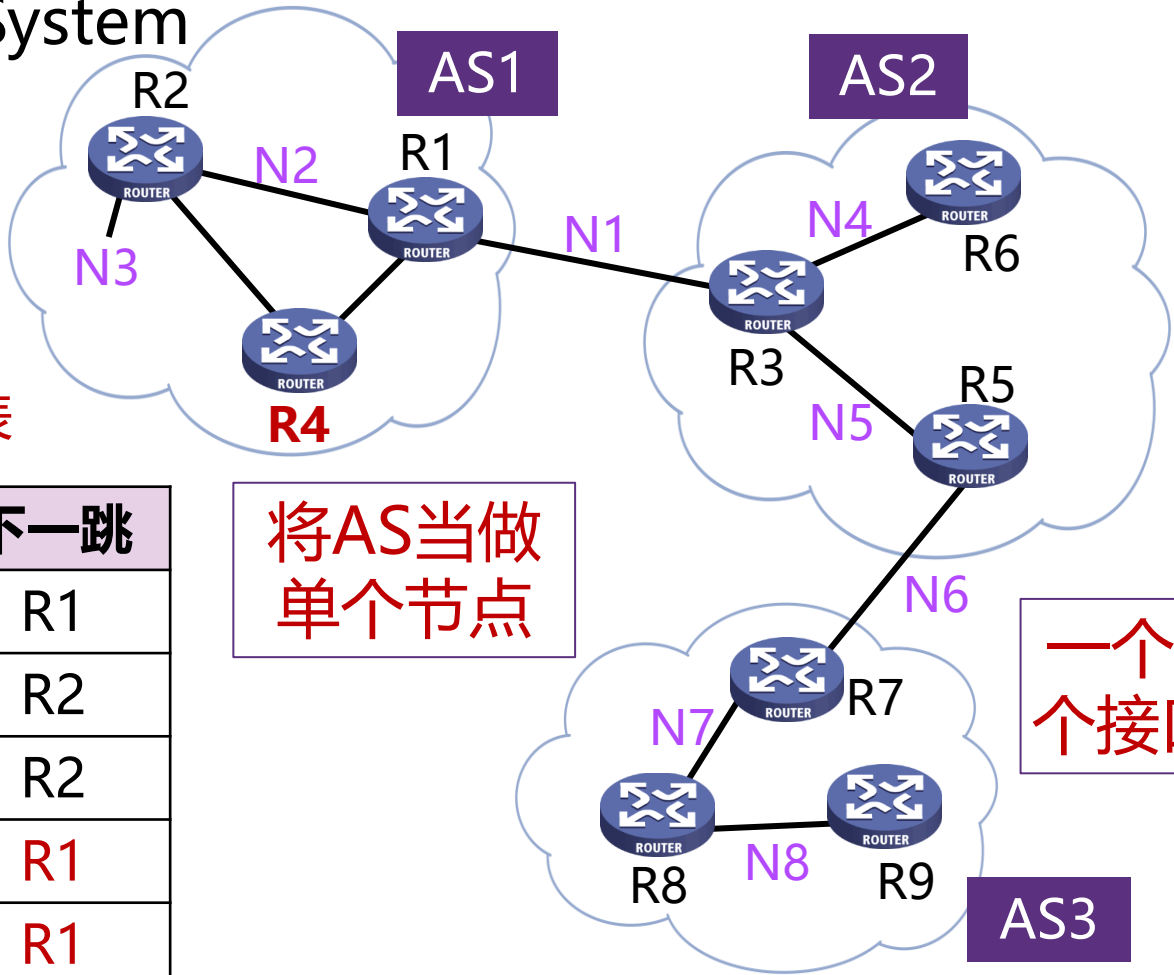 System
AS1
AS2
R2
R1
N2
N1
N3
N4
R6
R3
R4
R5
N5
ROUTER
ROUTER
ROUTER
ROUTER
ROUTER
ROUTER
将AS当做
单个节点
下一跳
R1
R2
R2
R1
R1
N6
一个
个接口
R7
N7
R8
N8
R9
AS3
ROUTER
ROUTER
ROUTER